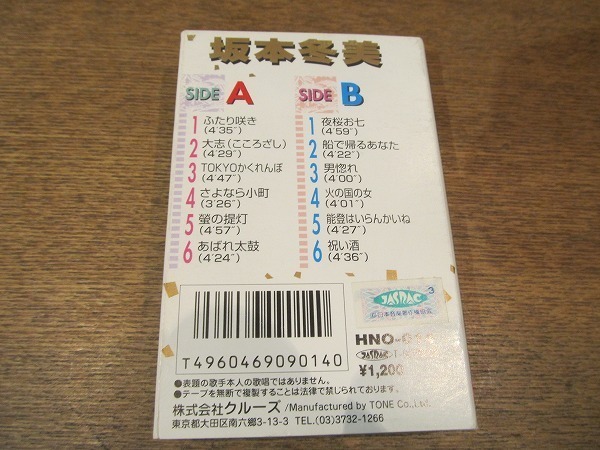 坂本冬美
SIDE A
1 ふたり咲き
(4'35")
2 大志(こころざし)
(4'29")
3 TOKYOかくれんぼ
(4'47")
4 さよなら小町
(3'26")
5 螢の提灯
(4'57")
6 あばれ太鼓
(4'24")
SIDE B
1 夜桜お七
(4'59")
2 船で帰るあなた
(4'22")
3 男惚れ
(4'00")
4 火の国の女
(4'01")
5 能登はいらんかいね
(4'27")
6 祝い酒
(4'36")
JASRAC
3
T4960469090140
HNO-
JASRAC
¥1,200
●表題の歌手本人の歌唱ではありません。
●テープを無断で複製することは法律で禁じられております。
株式会社クルーズ/Manufactured by TONE Co.,Ltd.
東京都大田区南六郷3-13-3 TEL.(03)3732-1266